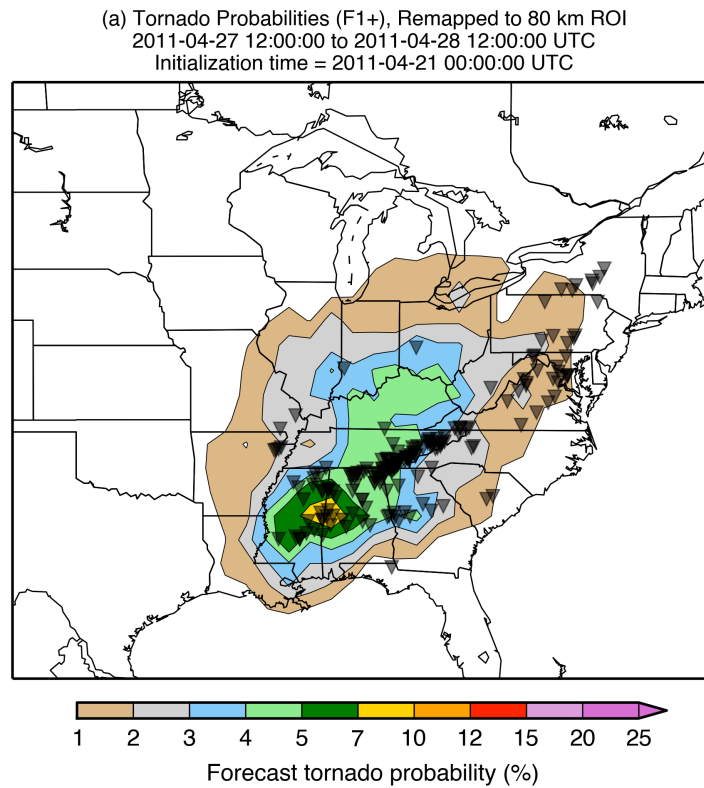 (a) Tornado Probabilities (F1+), Remapped to 80 km ROI
2011-04-27 12:00:00 to 2011-04-28 12:00:00 UTC
Initialization time = 2011-04-21 00:00:00 UTC
1 2 3 4 5 7 10 12 15 20 25
Forecast tornado probability (%)